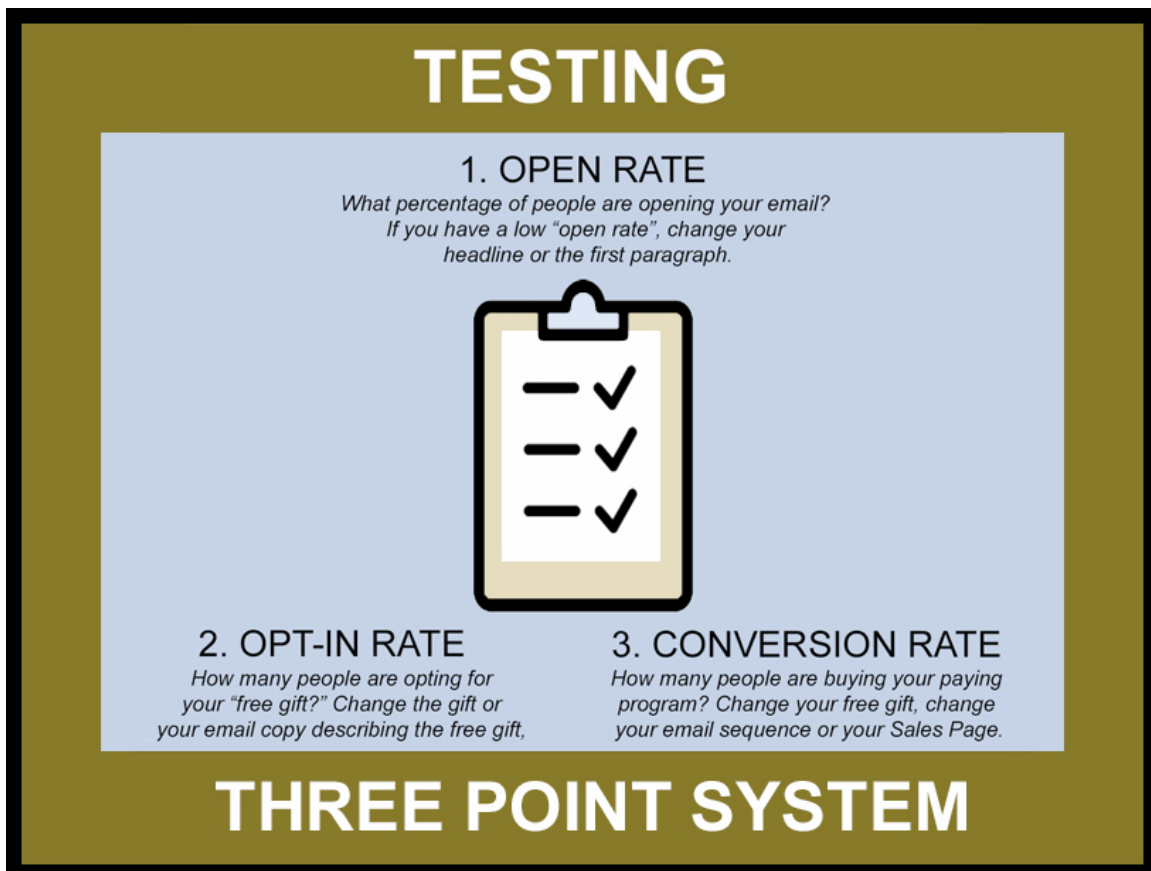 TESTING
1. OPEN RATE
What percentage of people are opening your email?
If you have a low “open rate”, change your
headline or the first paragraph.
2. OPT-IN RATE
How many people are opting for
your “free gift?” Change the gift or
your email copy describing the free gift,
3. CONVERSION RATE
How many people are buying your paying
program? Change your free gift, change
your email sequence or your Sales Page.
THREE POINT SYSTEM